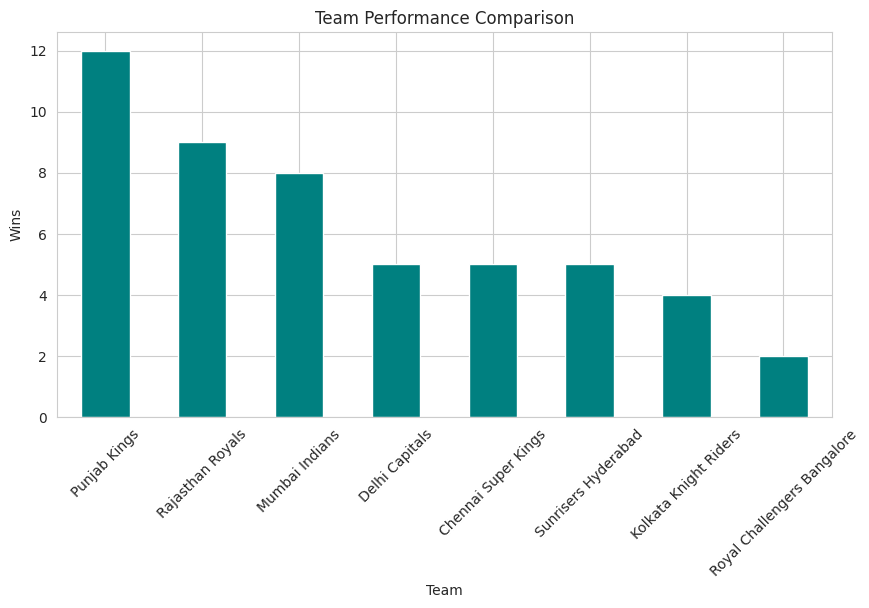 Team Performance Comparison
Wins
12
10
8
6
4
2
0
Punjab Kings
Rajasthan Royals
Mumbai Indians
Delhi Capitals
Chennai Super Kings
Sunrisers Hyderabad
Kolkata Knight Riders
Royal Challengers Bangalore
Team